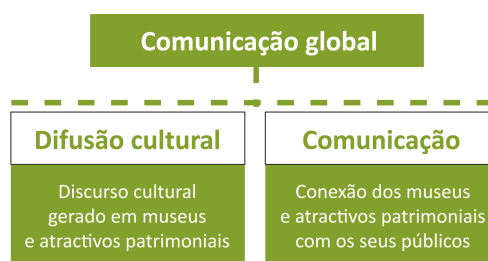 Comunicação global
Difusão cultural
Discurso cultural
gerado em museus
e atractivos patrimoniais
Comunicação
Conexão dos museus
e atractivos patrimoniais
com os seus públicos